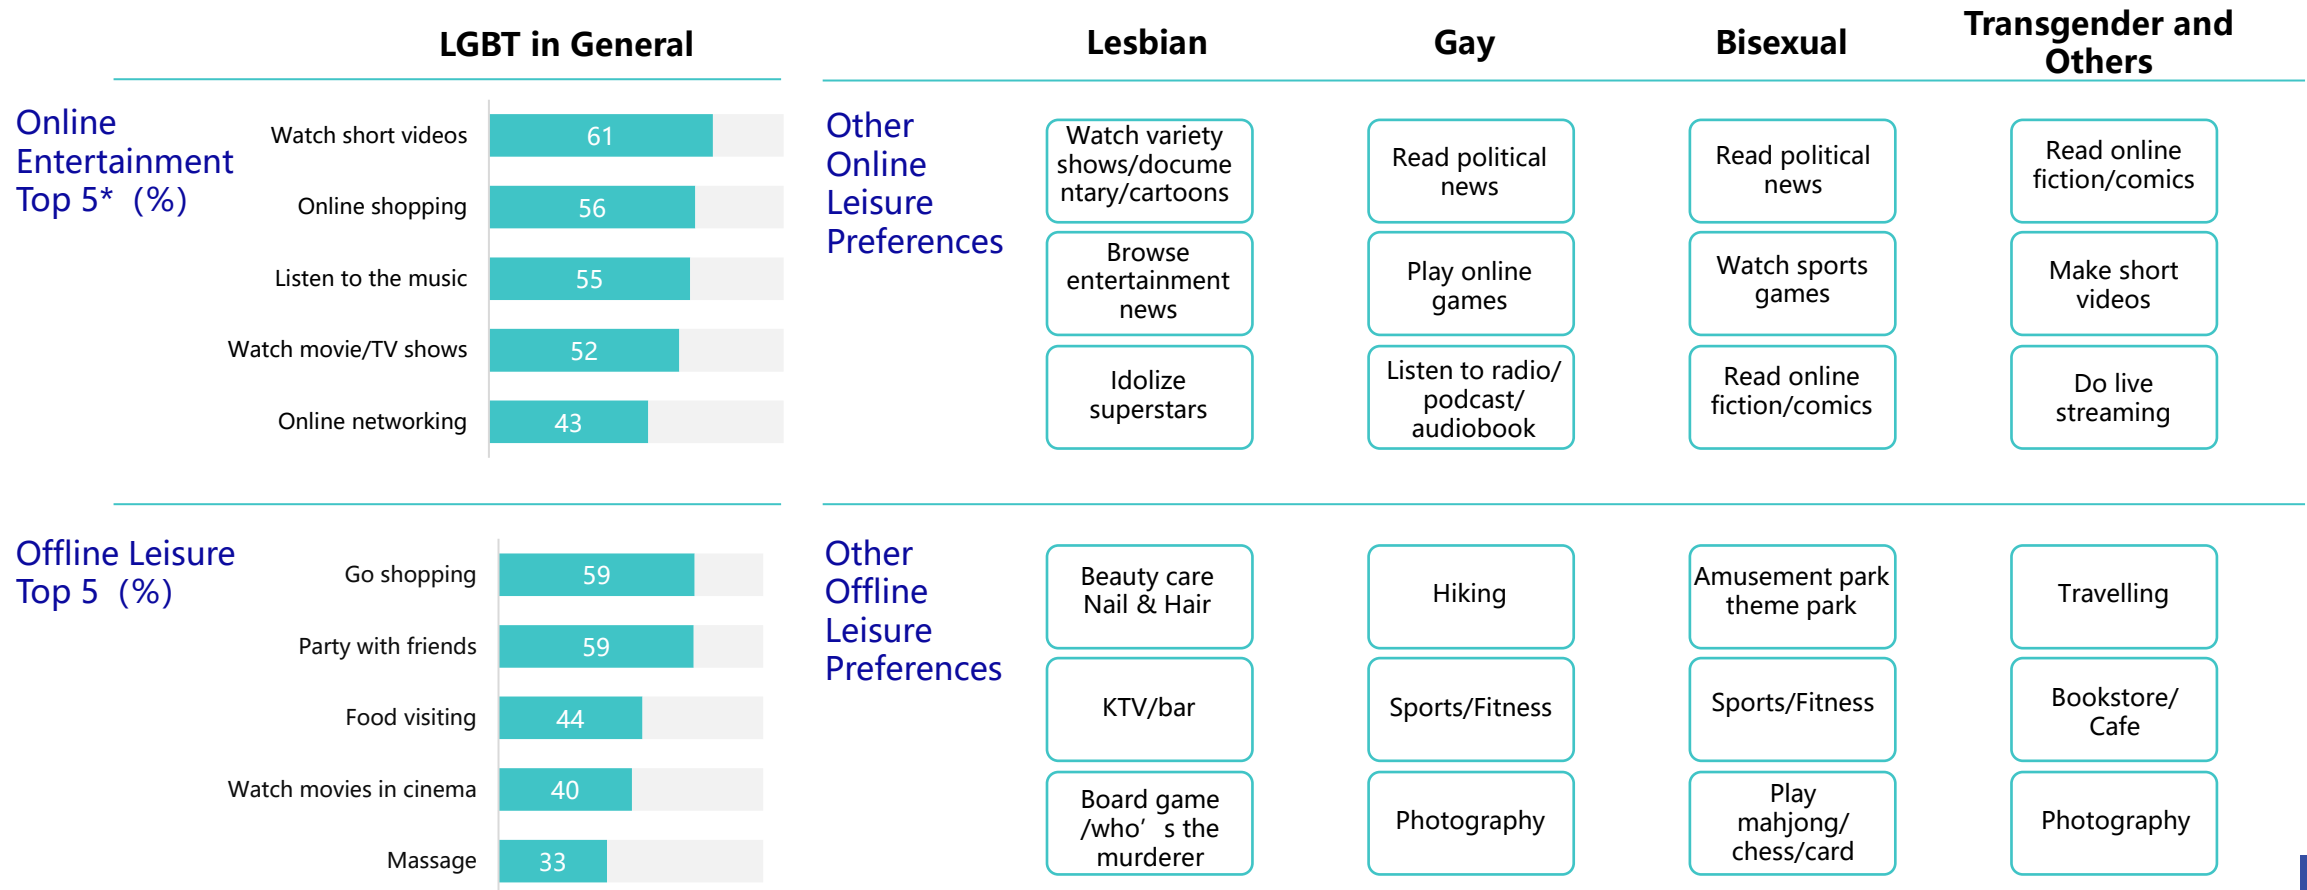 LGBT in General
Lesbian
Gay
Bisexual
Transgender and
Others
Online
Entertainment
Top 5* (%)
Watch short videos
61
Online shopping
56
Listen to the music
55
Watch movie/TV shows
52
Online networking
43
Other
Online
Leisure
Preferences
Watch variety
shows/docume
ntary/cartoons
Read political
news
Read political
news
Read online
fiction/comics
Browse
entertainment
news
Play online
games
Watch sports
games
Make short
videos
Idolize
superstars
Listen to radio/
podcast/
audiobook
Read online
fiction/comics
Do live
streaming
Offline Leisure
Top 5 (%)
Go shopping
59
Party with friends
59
Food visiting
44
Watch movies in cinema
40
Massage
33
Other
Offline
Leisure
Preferences
Beauty care
Nail & Hair
Hiking
Amusement park
theme park
Travelling
KTV/bar
Sports/Fitness
Sports/Fitness
Bookstore/
Cafe
Board game
/who’s the
murderer
Photography
Play
mahjong/
chess/card
Photography